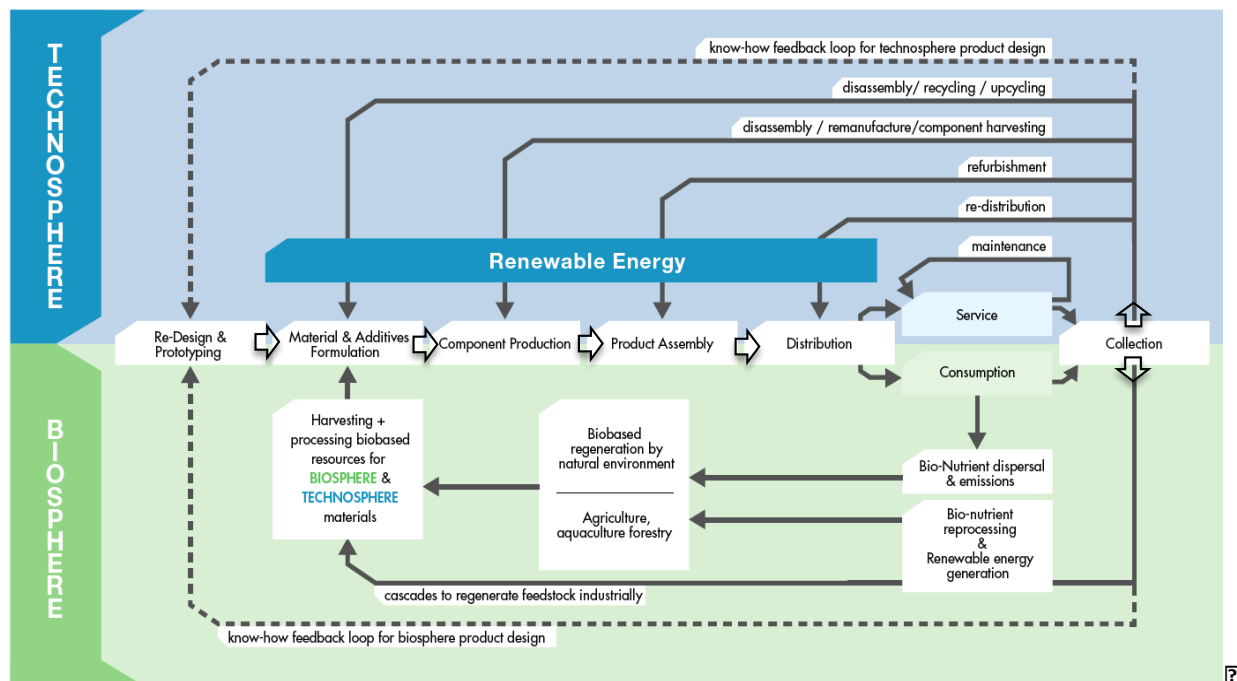 TECHNOSPHERE
know-how feedback loop for technosphere product design
disassembly/ recycling / upcycling
disassembly / remanufacture/component harvesting
refurbishment
re-distribution
maintenance
Renewable Energy
Re-Design &
Prototyping
Material & Additives
Formulation
Component Production
Product Assembly
Distribution
Service
Consumption
Collection
BIOSPHERE
Harvesting +
processing biobased
resources for
BIOSPHERE &
TECHNOSPHERE
materials
Biobased
regeneration by
natural environment
Agriculture,
aquaculture forestry
Bio-Nutrient dispersal
& emissions
Bio-nutrient
reprocessing
&
Renewable energy
generation
cascades to regenerate feedstock industrially
know-how feedback loop for biosphere product design
?